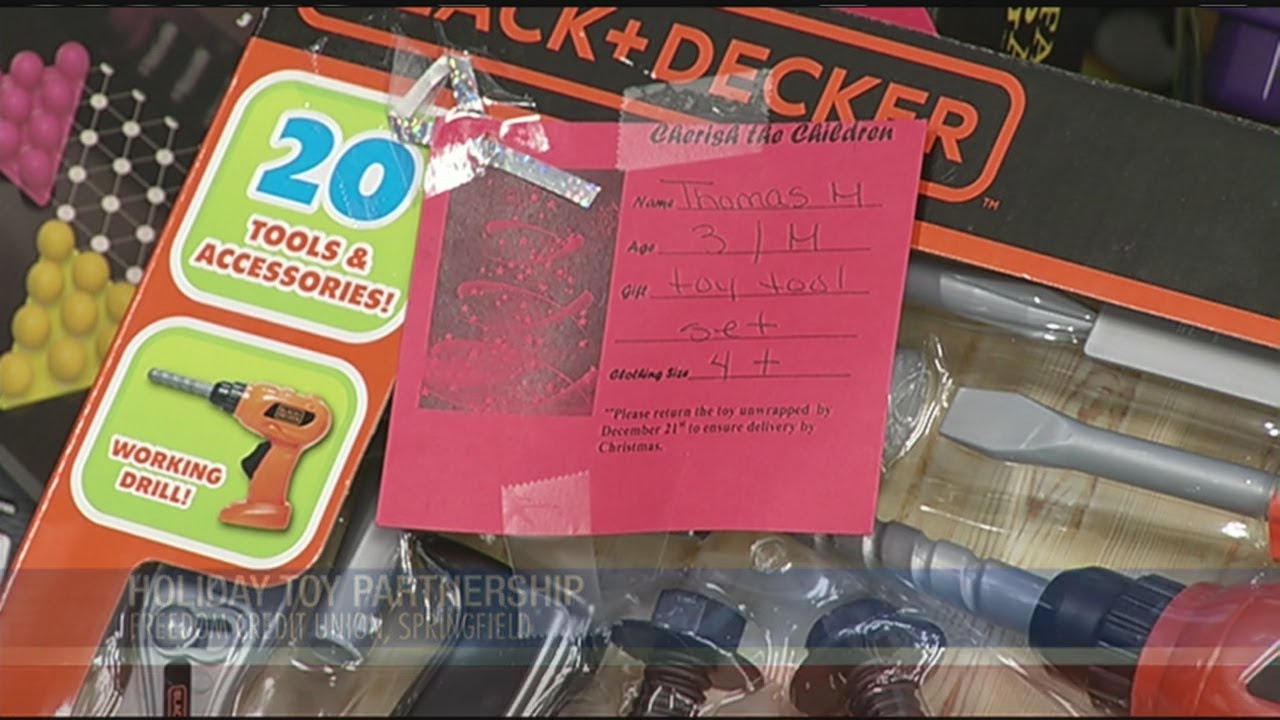 BLACK+DECKER
TM
20
TOOLS &
ACCESSORIES!
WORKING
DRILL!
Cherish the Children
Name Thomas M
Age 3 / M
Gift toy tool
set
Clothing Size 4 t
**Please return the toy unwrapped by
December 21st to ensure delivery by
Christmas.
HOLIDAY TOY PARTNERSHIP
FREEDOM CREDIT UNION, SPRINGFIELD